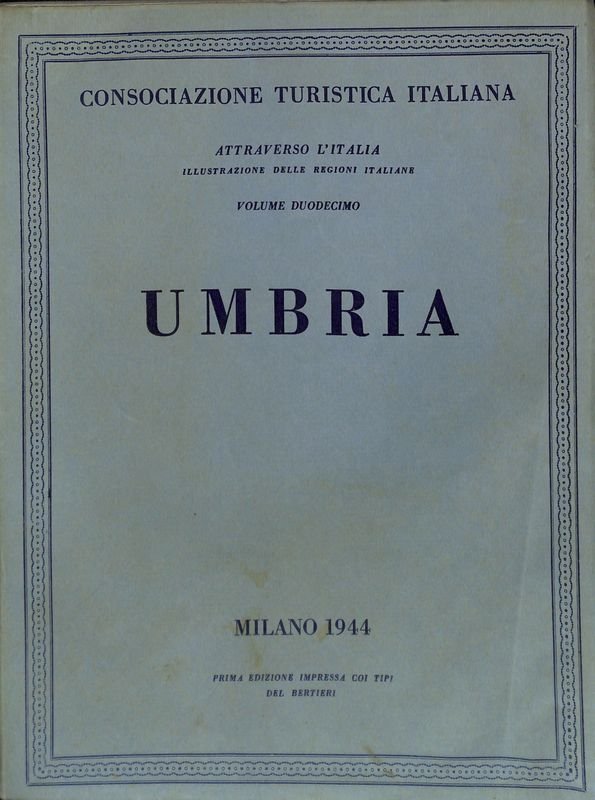 CONSOCIAZIONE TURISTICA ITALIANA
ATTRAVERSO L'ITALIA
ILLUSTRAZIONE DELLE REGIONI ITALIANE
VOLUME DUODECIMO
UMBRIA
MILANO 1944
PRIMA EDIZIONE IMPRESSA COI TIPI
DEL BERTIERI